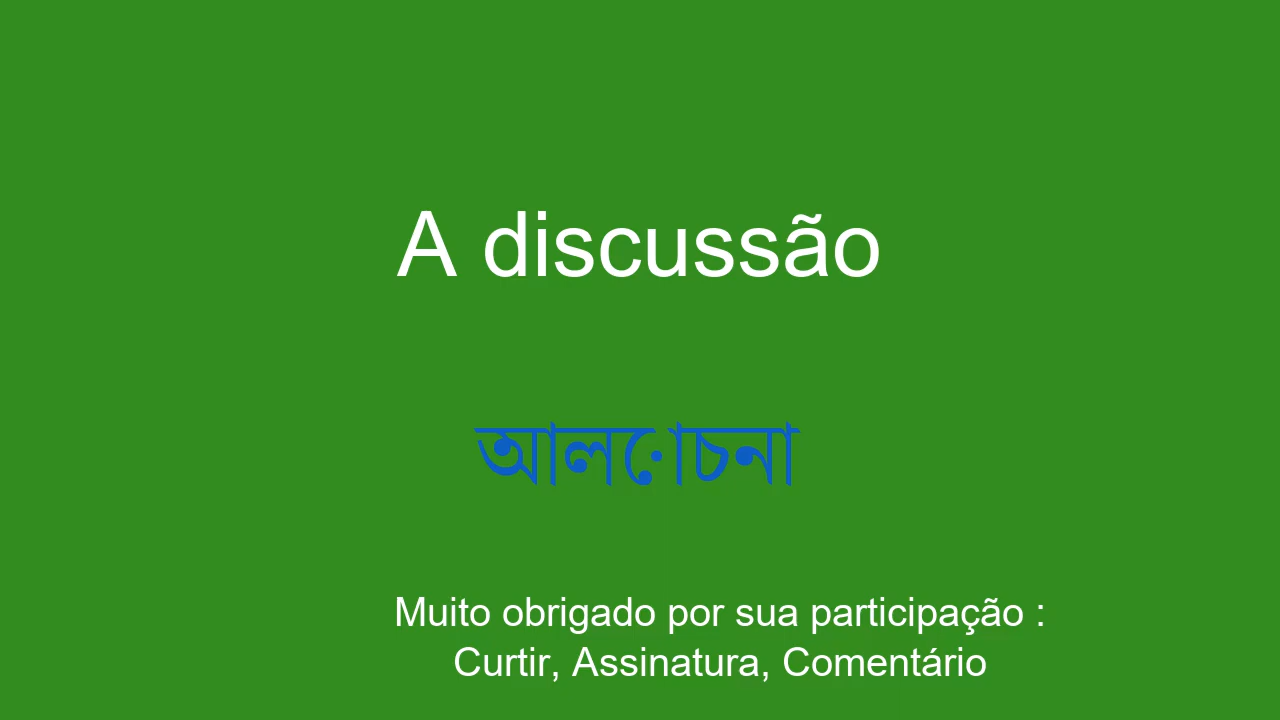 A discussão
আলোচনা
Muito obrigado por sua participação :
Curtir, Assinatura, Comentário